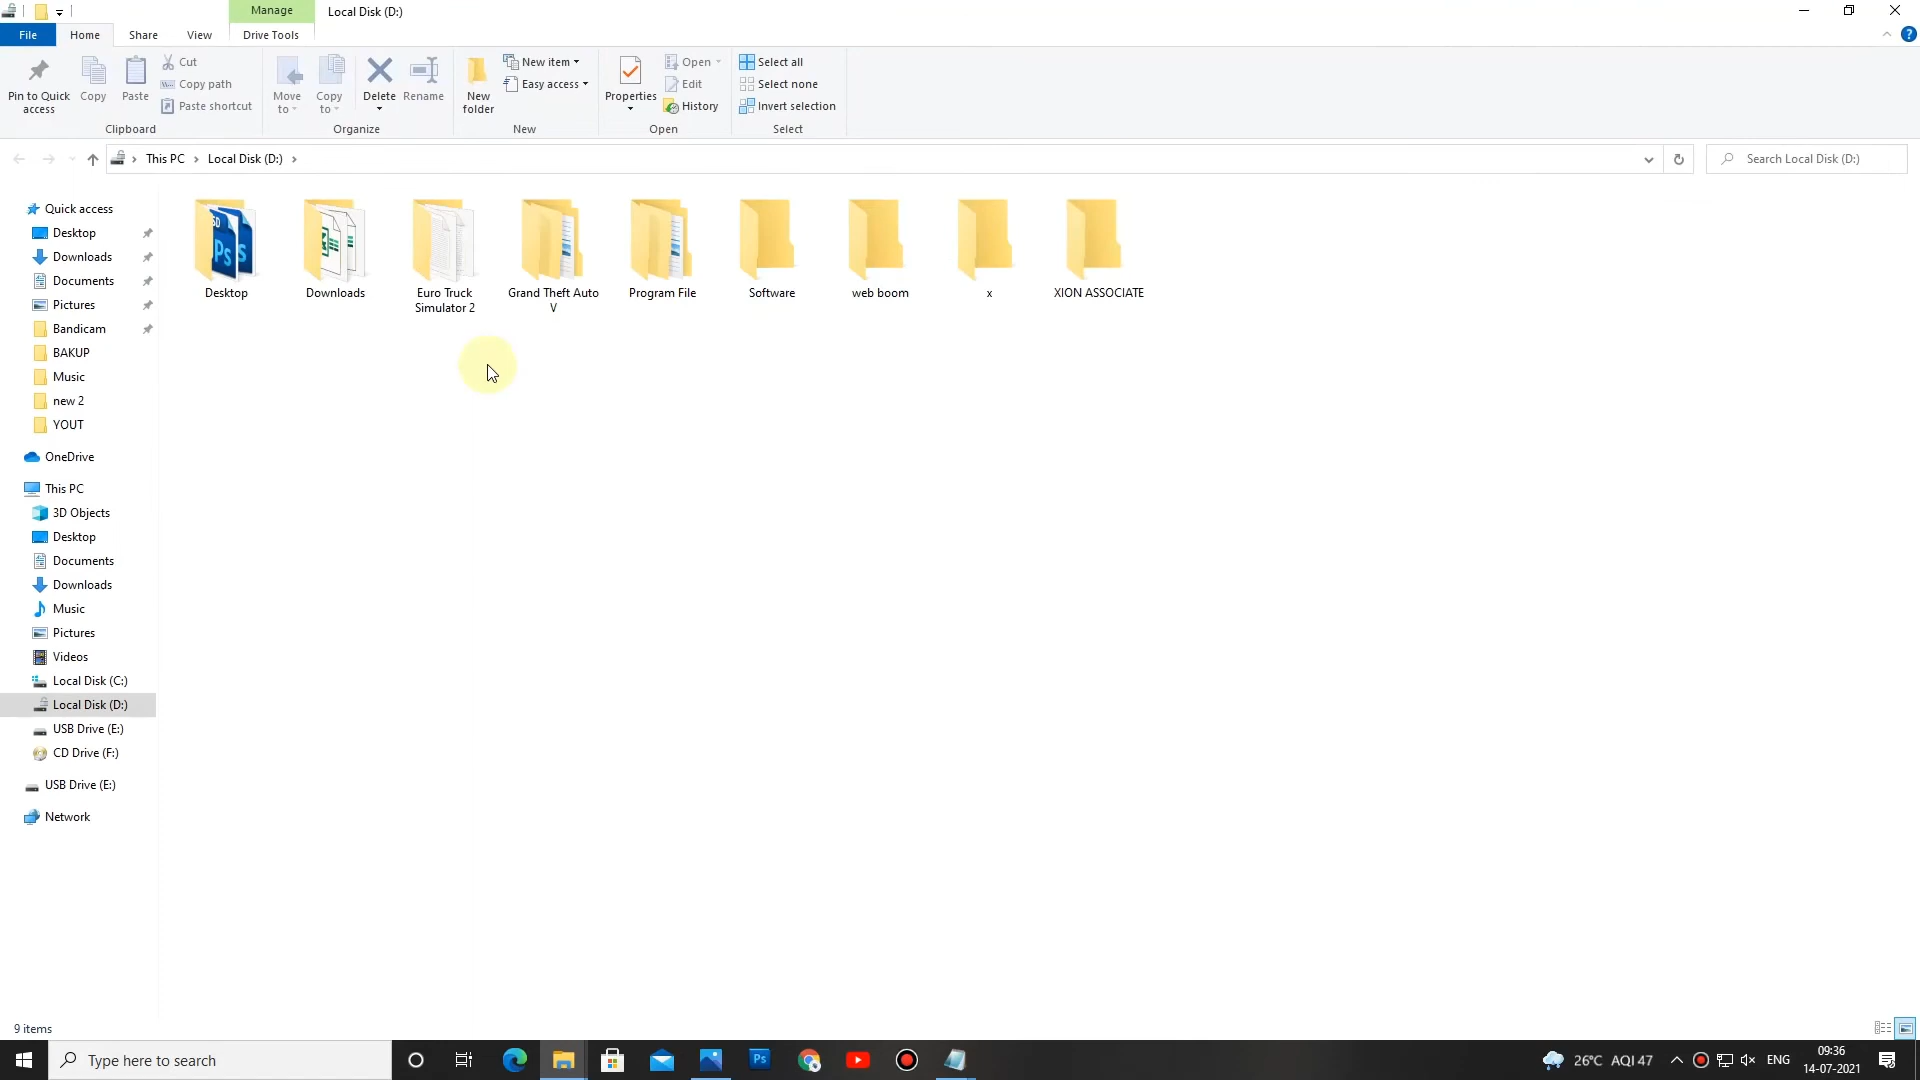 Manage
Local Disk (D:)
File
Home
Share
View
Drive Tools
Pin to Quick
access
Copy
Paste
Cut
Copy path
Paste shortcut
Clipboard
Move
to
Copy
to
Delete
Rename
Organize
New
folder
New item
Easy access
New
Properties
Open
Edit
History
Open
Select all
Select none
Invert selection
Select
This PC
Local Disk (D:)
Search Local Disk (D:)
Quick access
Desktop
Downloads
Documents
Pictures
Bandicam
BAKUP
Music
new 2
YOUT
OneDrive
This PC
3D Objects
Desktop
Documents
Downloads
Music
Pictures
Videos
Local Disk (C:)
Local Disk (D:)
USB Drive (E:)
CD Drive (F:)
USB Drive (E:)
Network
Desktop
Downloads
Euro Truck
Simulator 2
Grand Theft Auto
V
Program File
Software
web boom
x
XION ASSOCIATE
9 items
Type here to search
Ps
26°C AQI 47
ENG
09:36
14-07-2021